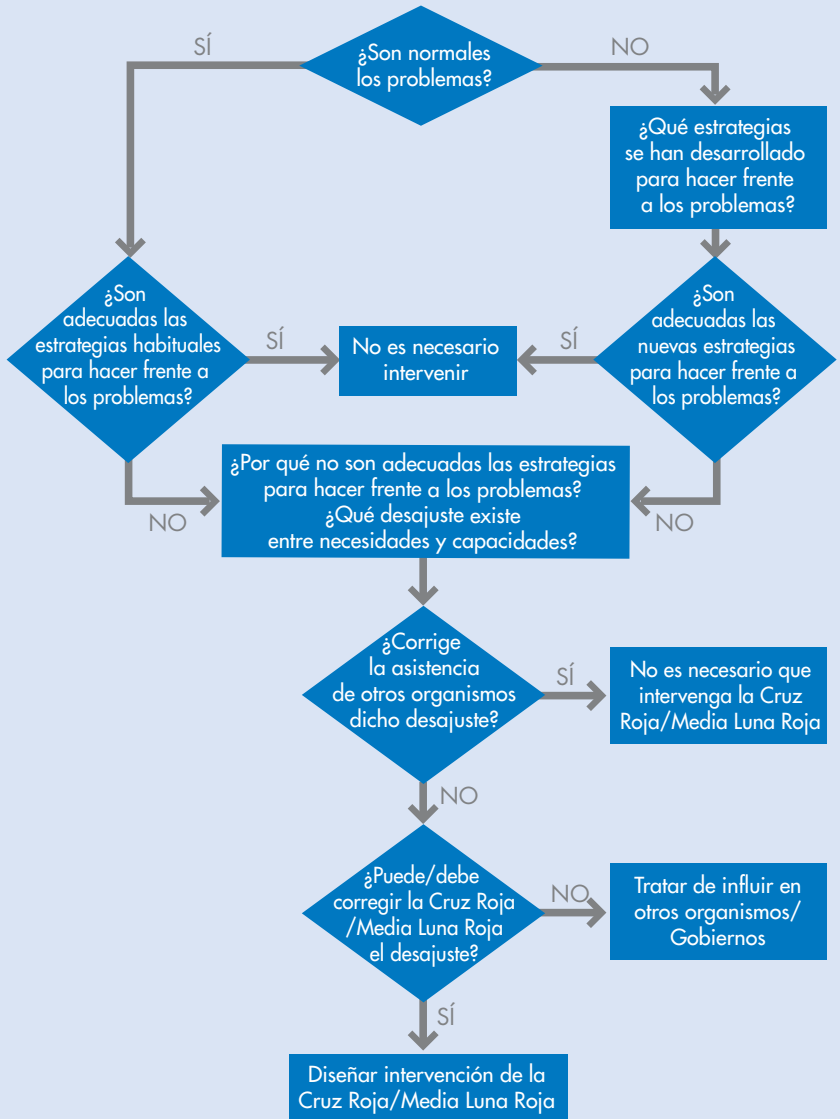 ¿Son normales
los problemas?
SÍ
NO
¿Qué estrategias
se han desarrollado
para hacer frente
a los problemas?
¿Son
adecuadas las
estrategias habituales
para hacer frente a
los problemas?
SÍ
No es necesario
intervenir
SÍ
¿Son
adecuadas las
nuevas estrategias
para hacer frente a
los problemas?
NO
¿Por qué no son adecuadas las estrategias
para hacer frente a los problemas?
¿Qué desajuste existe
entre necesidades y capacidades?
NO
¿Corrige
la asistencia
de otros organismos
dicho desajuste?
SÍ
No es necesario que
intervenga la Cruz
Roja/Media Luna Roja
NO
¿Puede/debe
corregir la Cruz Roja
/Media Luna Roja
el desajuste?
NO
Tratar de influir en
otros organismos/
Gobiernos
SÍ
Diseñar intervención de la
Cruz Roja/Media Luna Roja